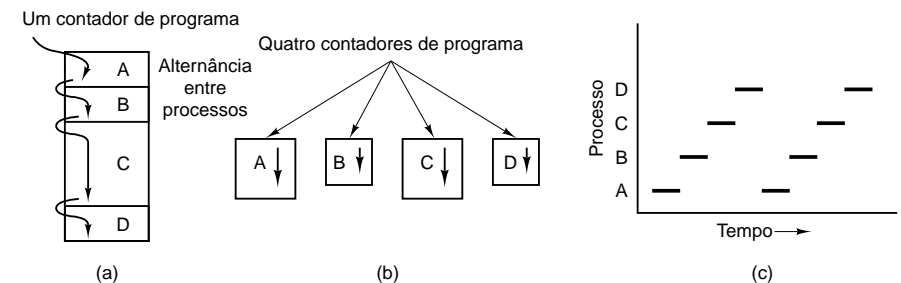 Um contador de programa
A
B
C
D
Alternância
entre
processos
(a)
Quatro contadores de programa
A
B
C
D
(b)
Processo
D
C
B
A
Tempo
(c)